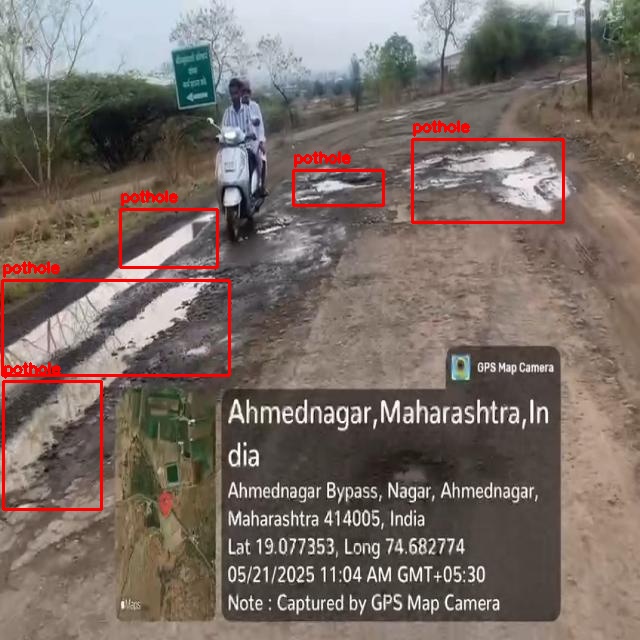 pothole
pothole
pothole
pothole
pothole
GPS Map Camera
Ahmednagar,Maharashtra,In
dia
Ahmednagar Bypass, Nagar, Ahmednagar,
Maharashtra 414005, India
Lat 19.077353, Long 74.682774
05/21/2025 11:04 AM GMT+05:30
Note : Captured by GPS Map Camera
Maps